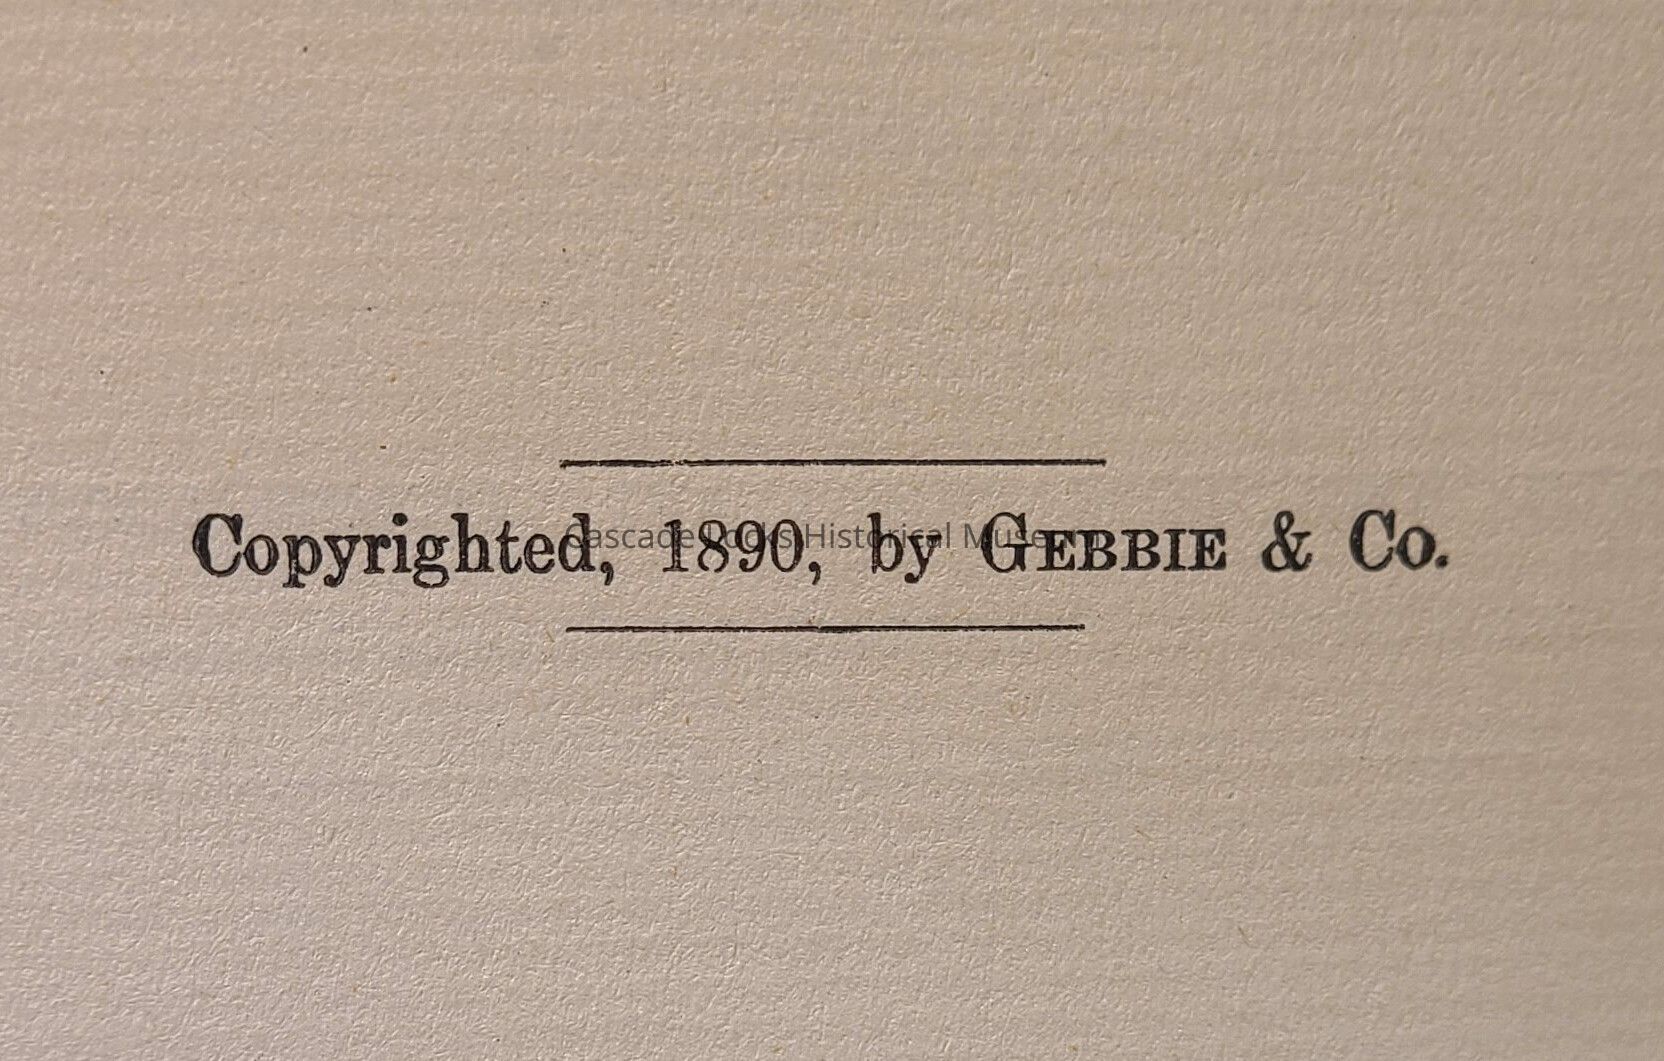 Copyrighted, 1890, by GEBBIE & Co.
Cascade Locks Historical Museum